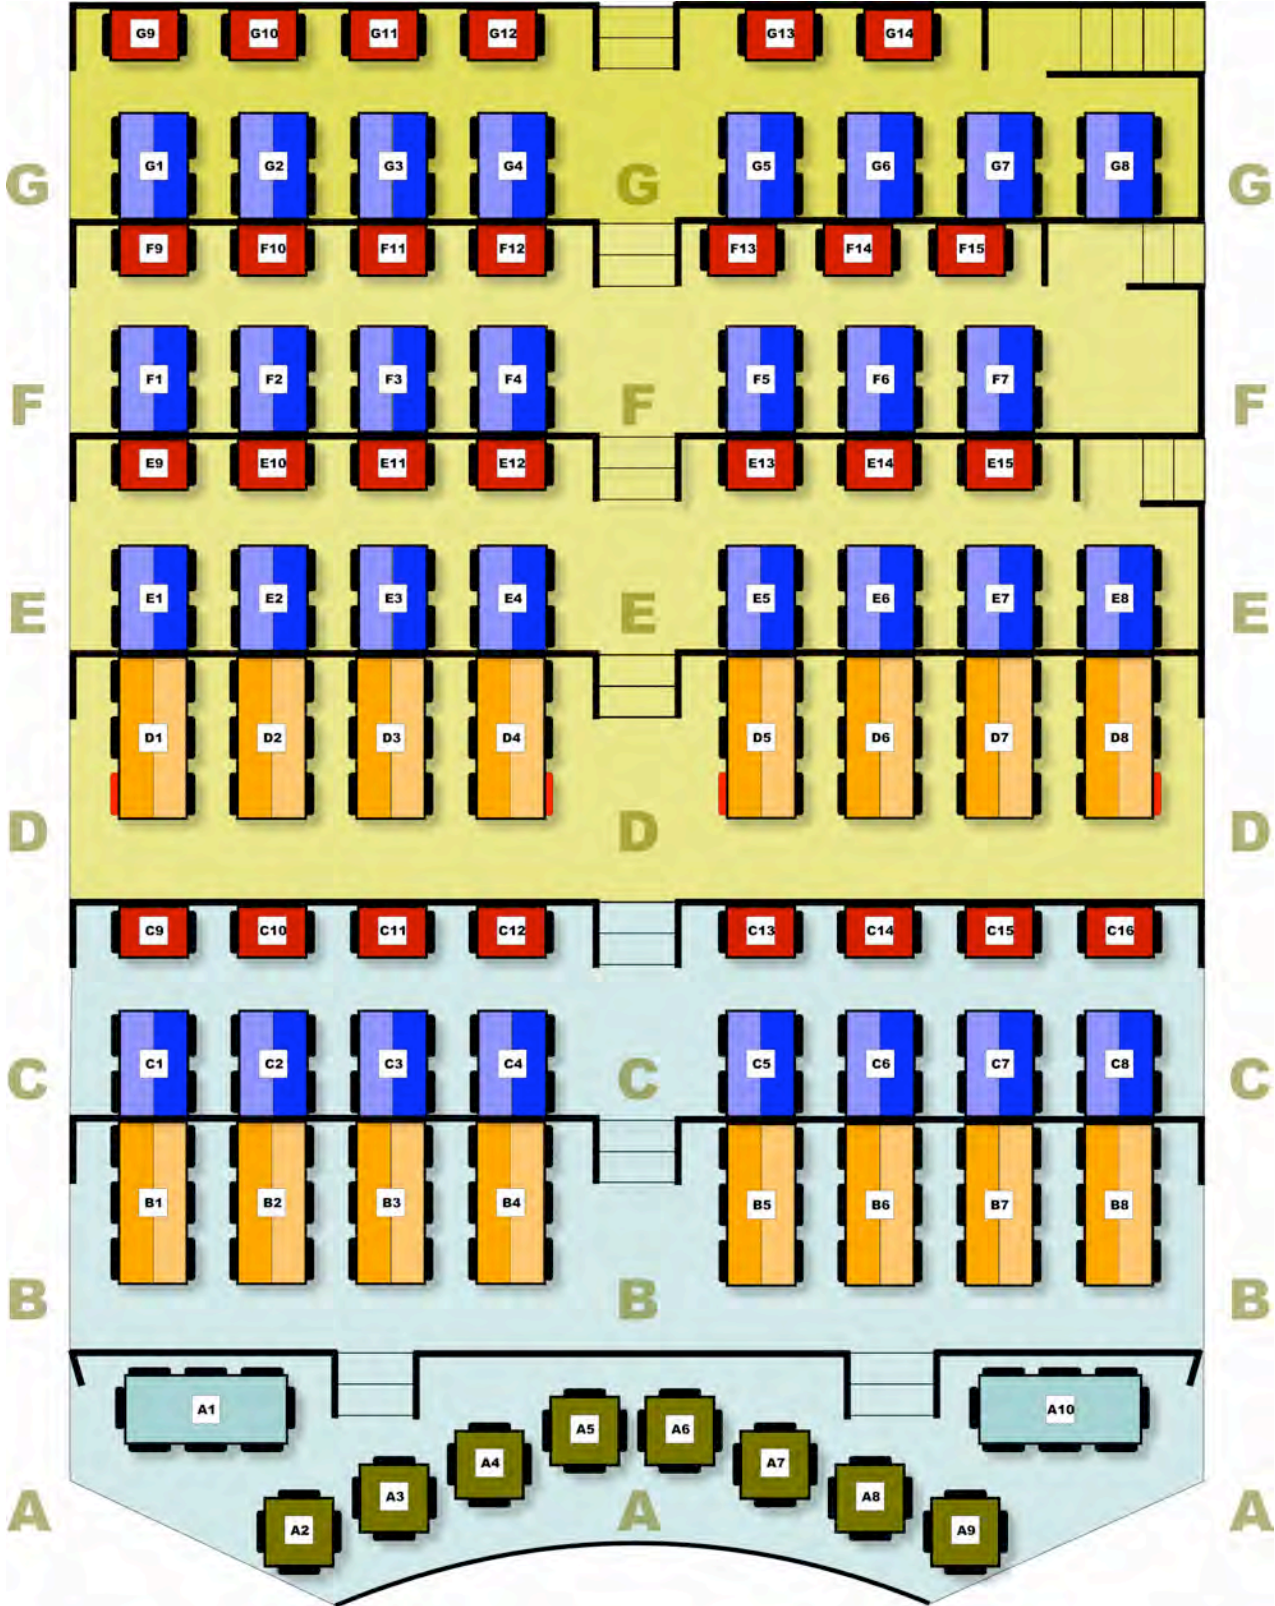 G9 G10 G11 G12 G13 G14
G G1 G2 G3 G4 G G5 G6 G7 G8 G
F9 F10 F11 F12 F13 F14 F15
F F1 F2 F3 F4 F F5 F6 F7 F
E9 E10 E11 E12 E13 E14 E15
E E1 E2 E3 E4 E E5 E6 E7 E8 E
D1 D2 D3 D4 D5 D6 D7 D8
D D D
C9 C10 C11 C12 C13 C14 C15 C16
C C1 C2 C3 C4 C C5 C6 C7 C8 C
B1 B2 B3 B4 B5 B6 B7 B8
B B B
A1 A10
A5 A6
A4 A7
A3 A8
A A A
A2 A9